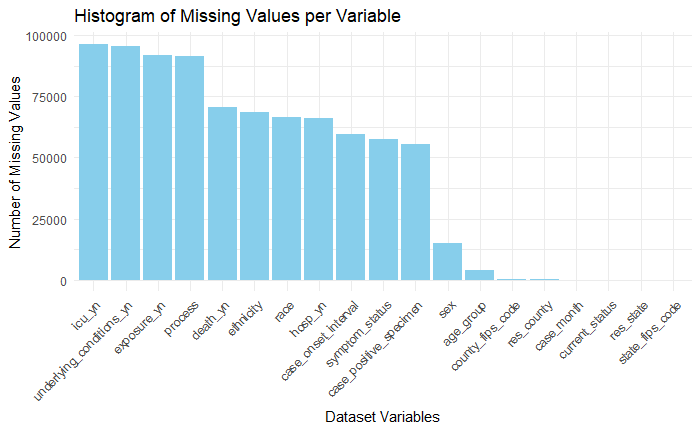 Histogram of Missing Values per Variable
Number of Missing Values
100000
75000
50000
25000
0
icu_yn
underlying_conditions_yn
exposure_yn
process
death_yn
ethnicity
race
hosp_yn
case_onset_interval
symptom_status
case_positive_specimen
sex
age_group
county_fips_code
res_county
case_month
current_status
res_state
state_fips_code
Dataset Variables